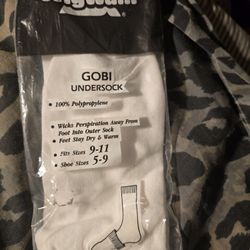 GOBI
UNDERSOCK
• 100% Polypropylene
• Wicks Perspiration Away From
Foot Into Outer Sock
• Feet Stay Dry & Warm
• Fits Sizes 9-11
• Shoe Sizes 5-9